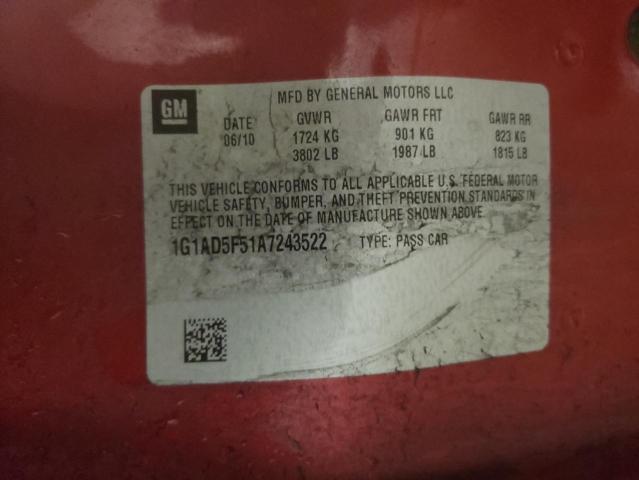 GM
MFD BY GENERAL MOTORS LLC
DATE GVWR GAWR FRT GAWR RR
06/10 1724 KG 901 KG 823 KG
3802 LB 1987 LB 1815 LB
THIS VEHICLE CONFORMS TO ALL APPLICABLE U.S. FEDERAL MOTOR
VEHICLE SAFETY, BUMPER, AND THEFT PREVENTION STANDARDS IN
EFFECT ON THE DATE OF MANUFACTURE SHOWN ABOVE.
1G1AD5F51A7243522 TYPE: PASS CAR